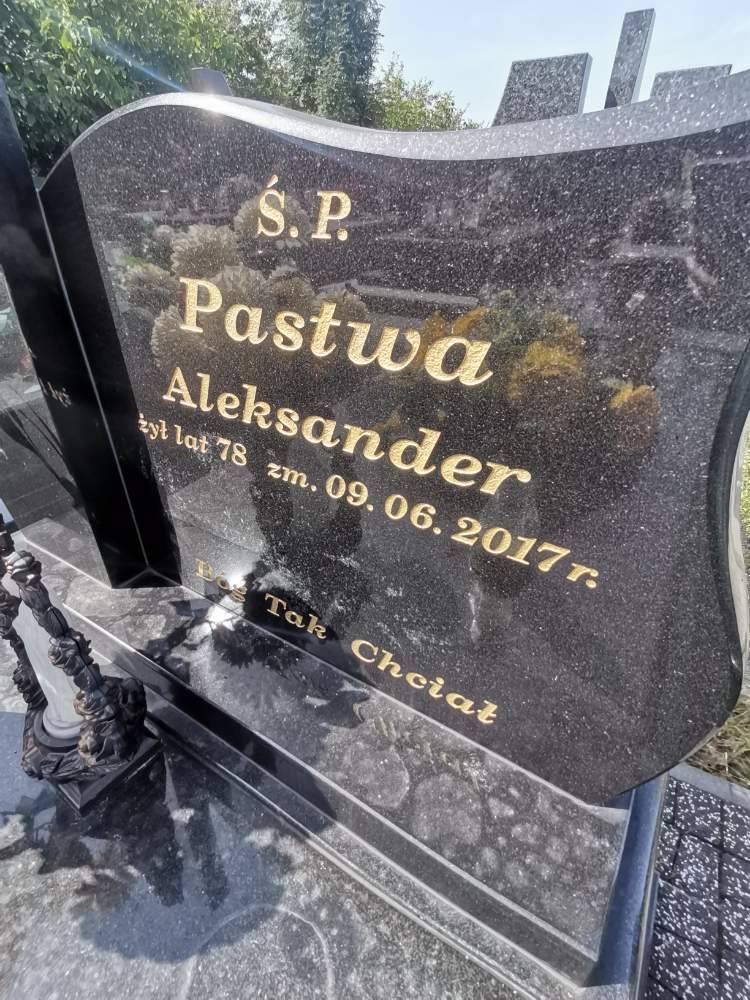 Ś. P.
Pastwa
Aleksander
żył lat 78 zm. 09. 06. 2017 r.
Bóg Tak Chciał